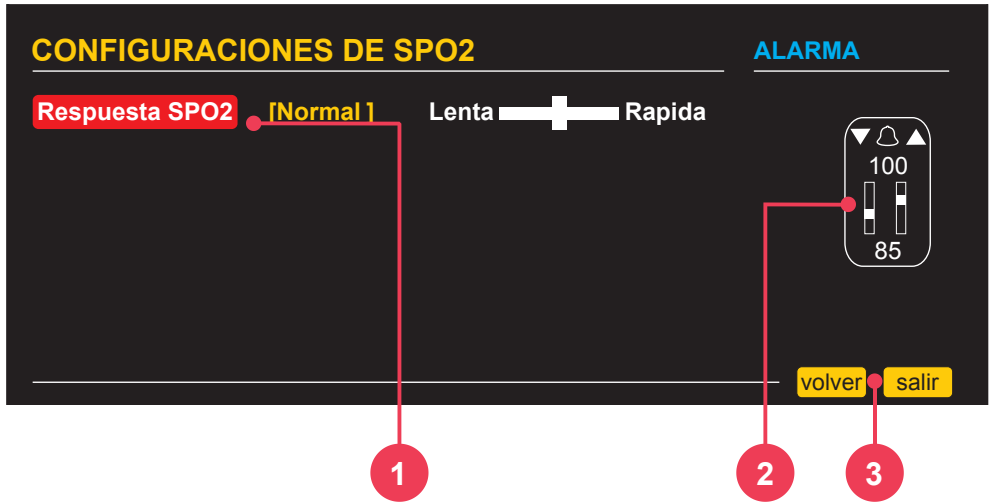 CONFIGURACIONES DE SPO2
ALARMA
Respuesta SPO2 [Normal ] Lenta Rapida
100
85
volver salir
1 2 3